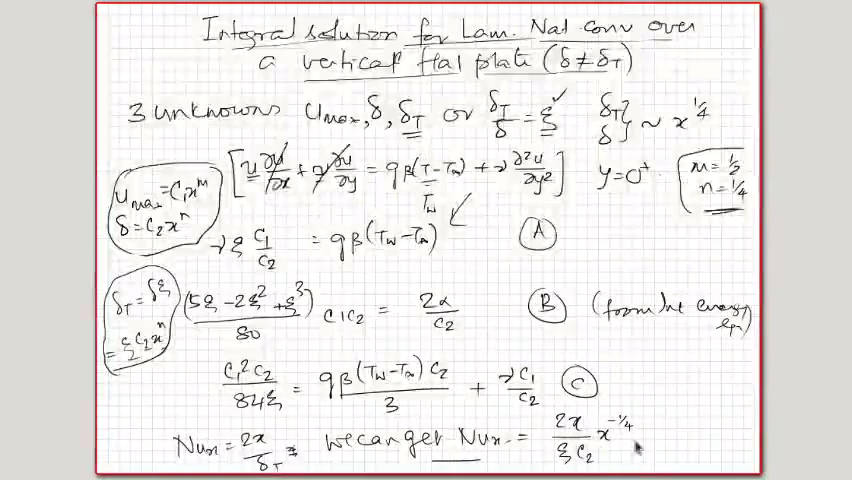 Integral solution for Lam. Nat conv over
a vertical flat plate (δ ≠ δT)
3 unknowns Umax, δ, δT or δT/δ = ξ ✓ δT } δ } ~ x^1/4
[u ∂u/∂x + v ∂u/∂y = gβ(T-T∞) + ν ∂²u/∂y²] y=0+ m=1/2
n=1/4
Tw
Umax = C1x^m
δ = C2x^n
C1/C2 = gβ(Tw-T∞) (A)
δT = δξ
= ξC2x^n
(5ξ - 2ξ² + ξ³)/80 C1C2 = 2α/C2 (B) (from Int energy eqn)
C1²C2/84ξ = gβ(Tw-T∞)C2/3 + νC1/C2 (C)
Nux = 2x/δT = we can get Nux = 2x/ξC2 x^-1/4